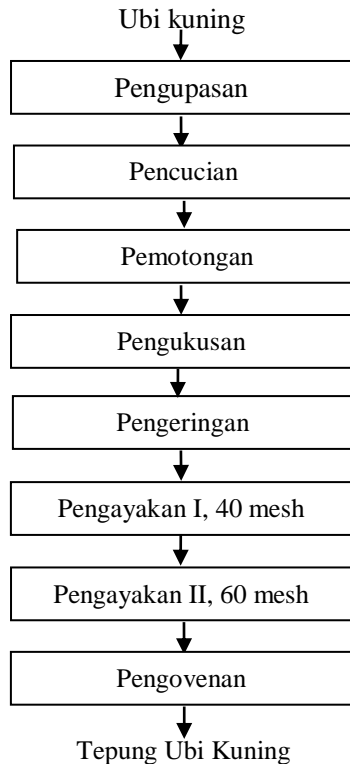 Ubi kuning
Pengupasan
Pencucian
Pemotongan
Pengukusan
Pengeringan
Pengayakan I, 40 mesh
Pengayakan II, 60 mesh
Pengovenan
Tepung Ubi Kuning